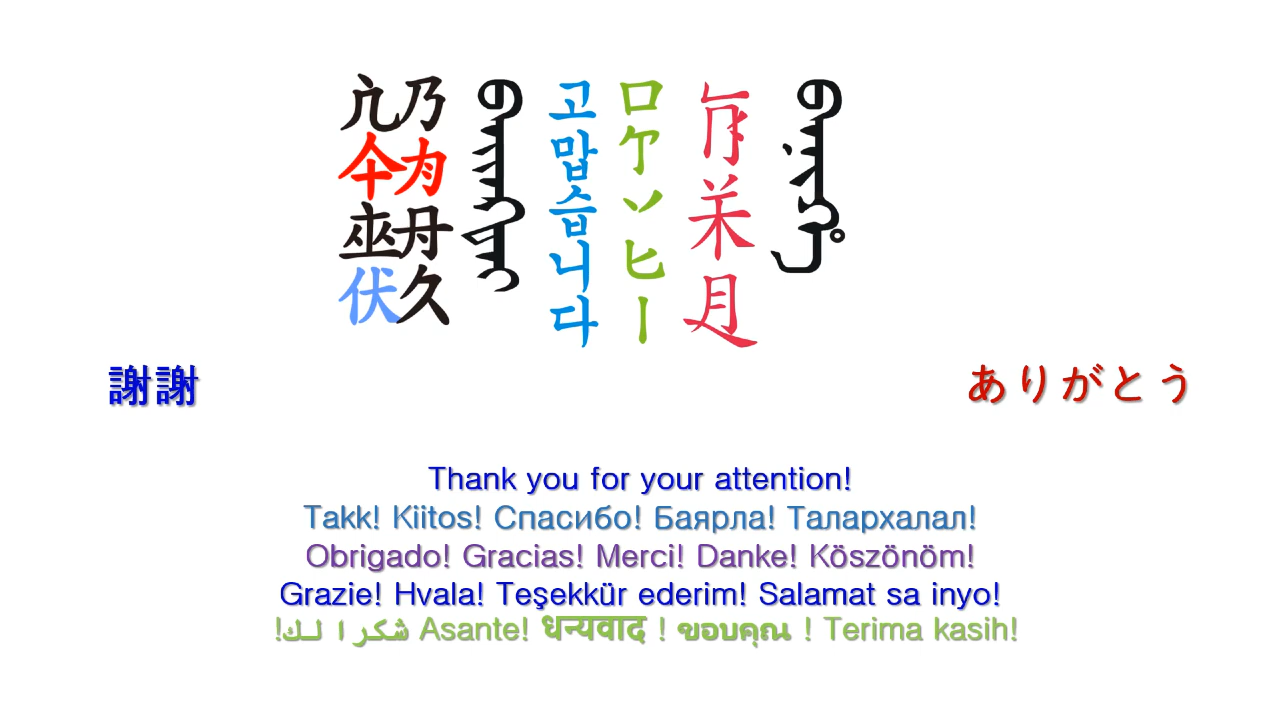 고맙습니다
謝謝
ありがとう
Thank you for your attention!
Takk! Kiitos! Спасибо! Баярла! Талархалал!
Obrigado! Gracias! Merci! Danke! Köszönöm!
Grazie! Hvala! Teşekkür ederim! Salamat sa inyo!
شكرا لك! Asante! धन्यवाद ! ขอบคุณ ! Terima kasih!